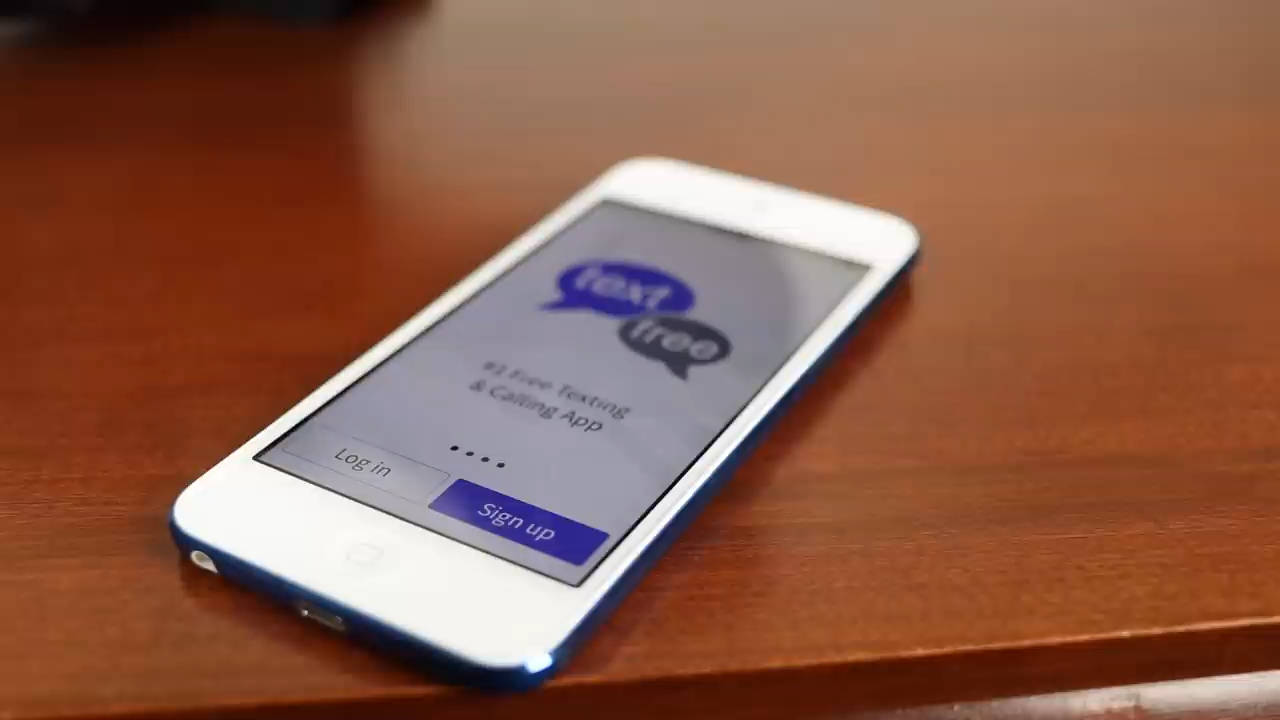 text
free
#1 Free Texting
& Calling App
Log in
Sign up